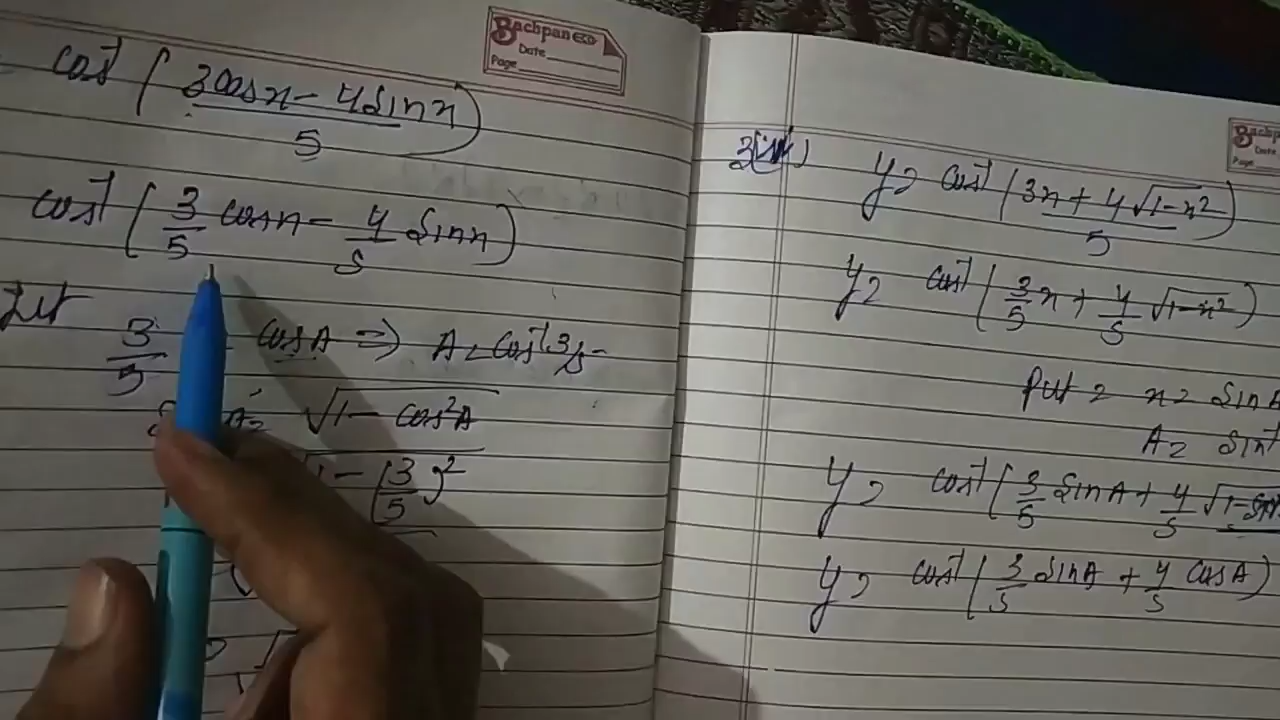 Bachpan
Date
Page
cos⁻¹ ( 3cosx - 4sinx / 5 )
cos⁻¹ ( 3/5 cosx - 4/5 sinx )
Let
3/5 = cosA ⇒ A = cos⁻¹ 3/5
A = √1 - cos²A
1 - (3/5)²
Bachp
Date
Page
y = cos⁻¹ ( 3x + 4√1-x² / 5 )
y = cos⁻¹ ( 3/5 x + 4/5 √1-x² )
Put = x = sinA
A = sin⁻¹
y = cos⁻¹ ( 3/5 sinA + 4/5 √1-sin
y = cos⁻¹ ( 3/5 sinA + 4/5 cosA )